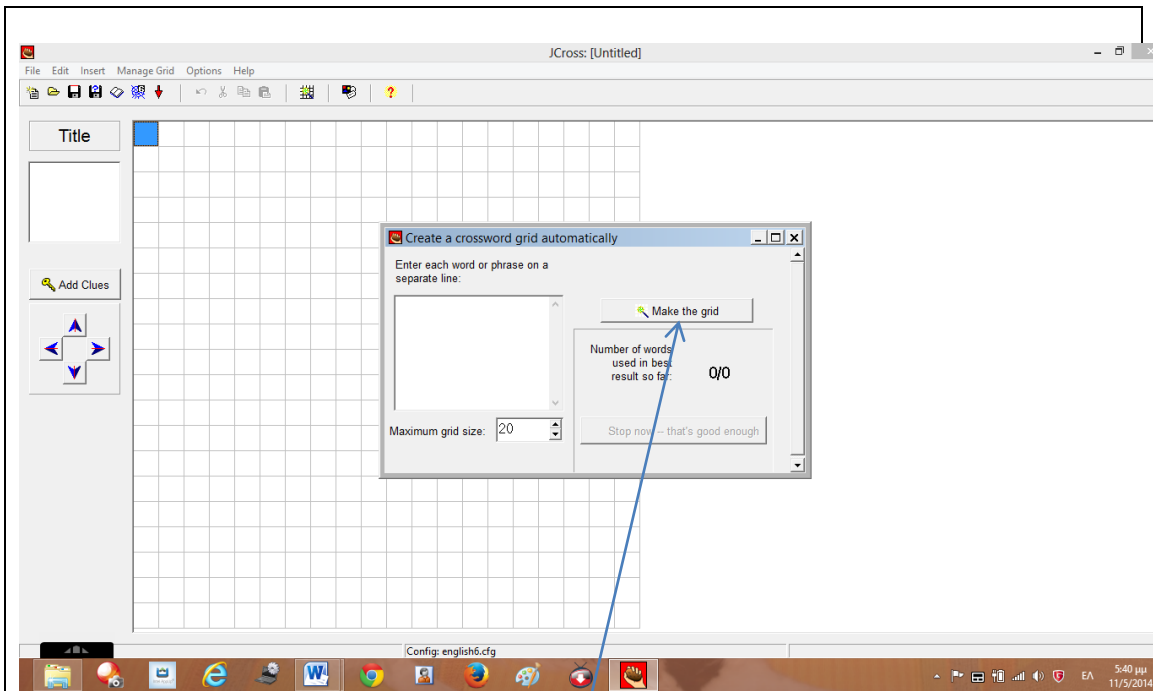 JCross: [Untitled]
File Edit Insert Manage Grid Options Help
Title
Add Clues
Create a crossword grid automatically
Enter each word or phrase on a
separate line:
Make the grid
Number of words
used in best
result so far:
0/0
Maximum grid size: 20
Stop now -- that's good enough
Config: english6.cfg
ΕΛ
5:40 μμ
11/5/2014